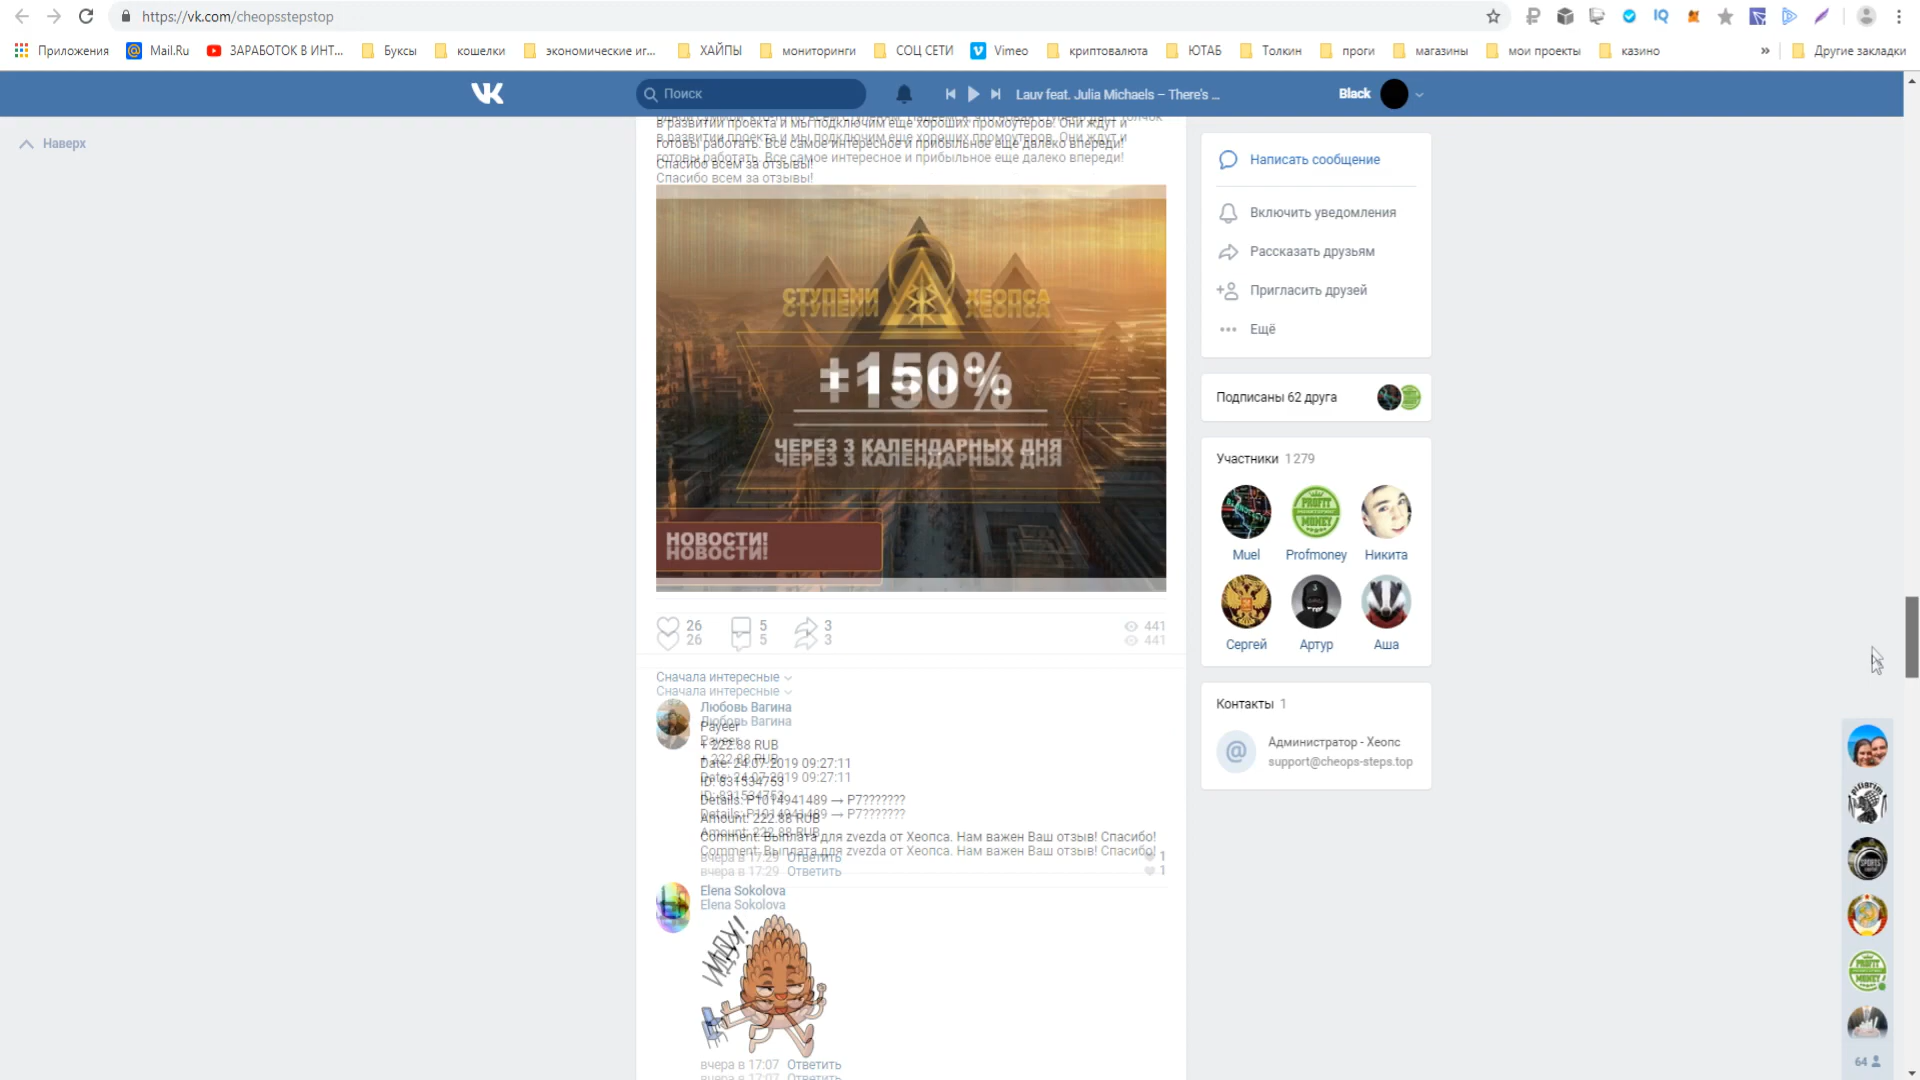 https://vk.com/cheopsstepstop
Приложения
Mail.Ru
ЗАРАБОТОК В ИНТ...
Буксы
кошелки
экономические иг...
ХАЙПЫ
мониторинги
СОЦ СЕТИ
Vimeo
криптовалюта
ЮТАБ
Толкин
проги
магазины
мои проекты
казино
»
Другие закладки
Поиск
Lauv feat. Julia Michaels – There's ...
Black
Наверх
в развитии проекта и мы подключим еще хороших промоутеров. Они ждут и
готовы работать. Все самое интересное и прибыльное еще далеко впереди!
Спасибо всем за отзывы!
СТУПЕНИ ХЕОПСА
+150%
ЧЕРЕЗ 3 КАЛЕНДАРНЫХ ДНЯ
НОВОСТИ!
26
5
3
441
Сначала интересные
Любовь Вагина
Payeer
+ 222.88 RUB
Date: 24.07.2019 09:27:11
ID: 831534753
Details: P1014941489 → P7???????
Amount: 222.88 RUB
Comment: Выплата для zvezda от Хеопса. Нам важен Ваш отзыв! Спасибо!
вчера в 17:29 Ответить
1
Elena Sokolova
ИДУ!
вчера в 17:07 Ответить
Написать сообщение
Включить уведомления
Рассказать друзьям
Пригласить друзей
Ещё
Подписаны 62 друга
Участники 1 279
Muel
Profmoney
Никита
Сергей
Артур
Аша
Контакты 1
Администратор - Хеопс
support@cheops-steps.top
64